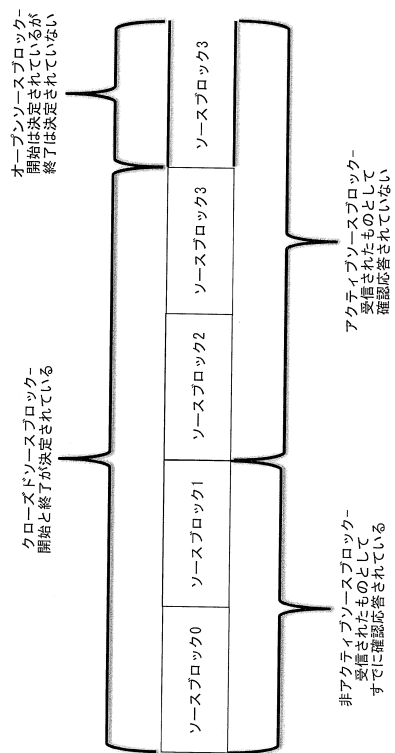 クローズドソースブロック-
開始と終了が決定されている
オープンソースブロック-
開始は決定されているが
終了は決定されていない
ソースブロック0
ソースブロック1
ソースブロック2
ソースブロック3
ソースブロック3
非アクティブソースブロック-
受信されたものとして
すでに確認応答されている
アクティブソースブロック-
受信されたものとして
確認応答されていない